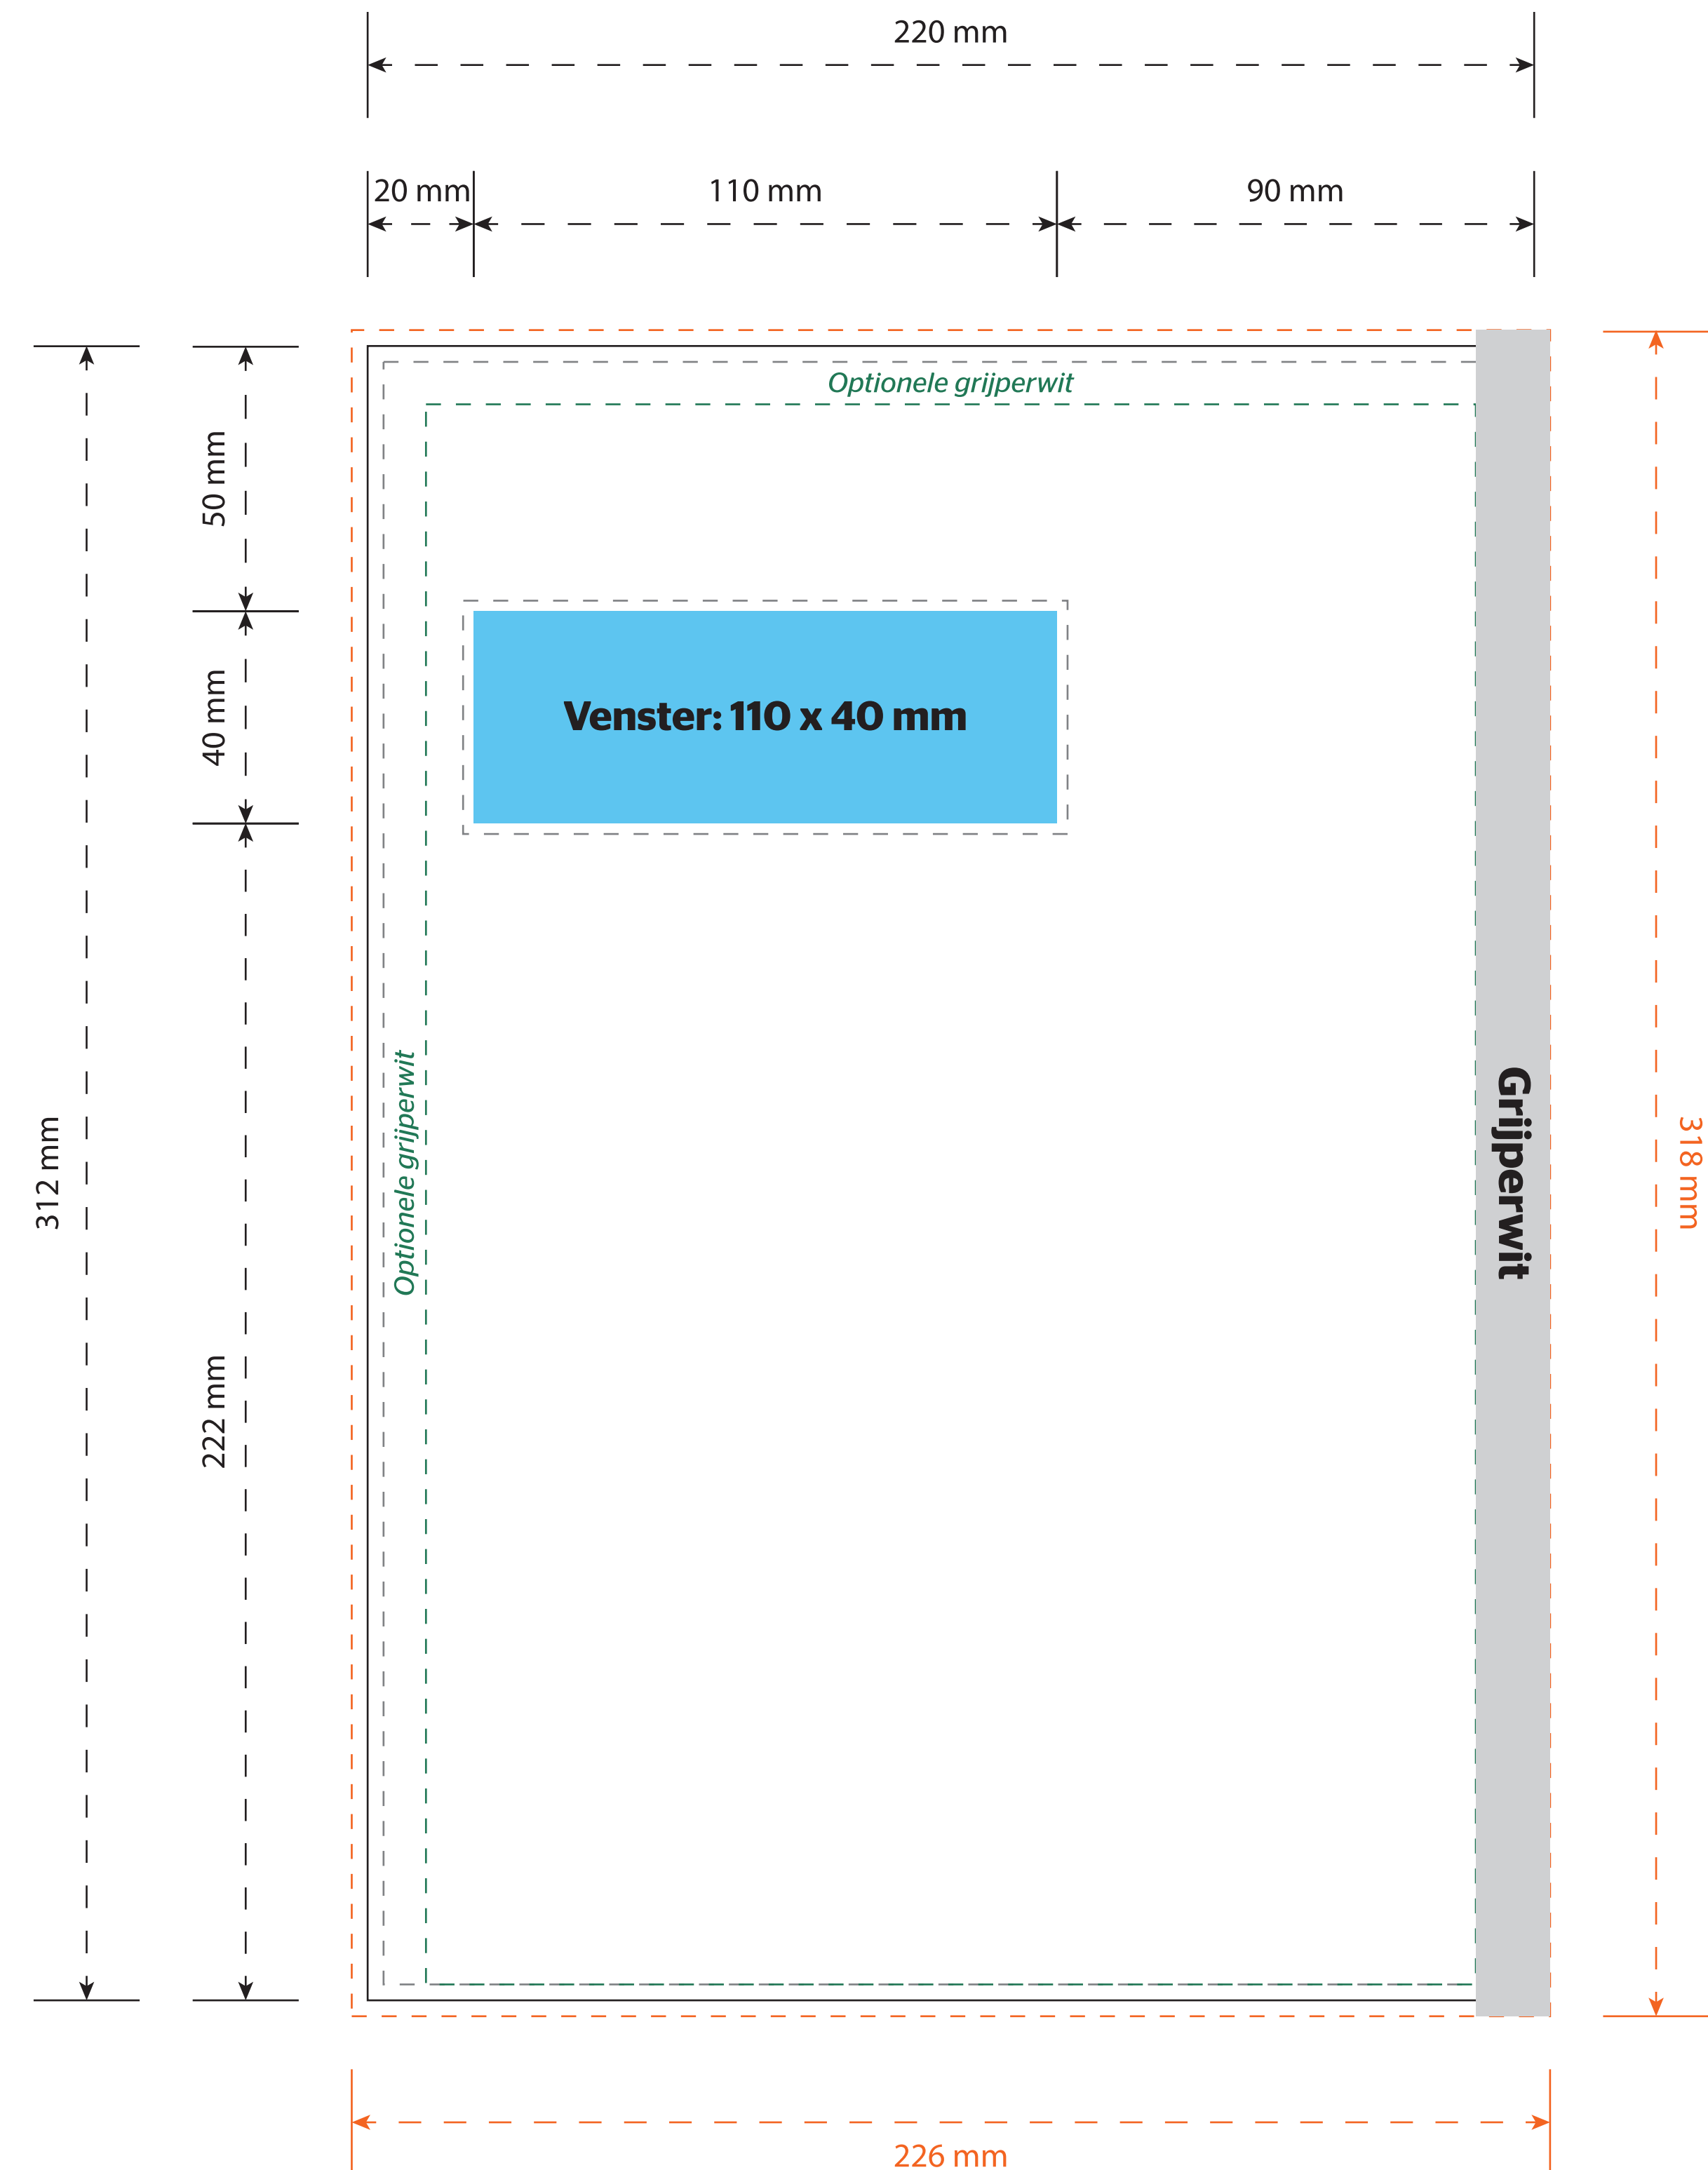 220 mm
20 mm
110 mm
90 mm
Optionele grijperwit
50 mm
Venster: 110 x 40 mm
40 mm
Optionele grijperwit
Grijperwit
312 mm
318 mm
222 mm
226 mm